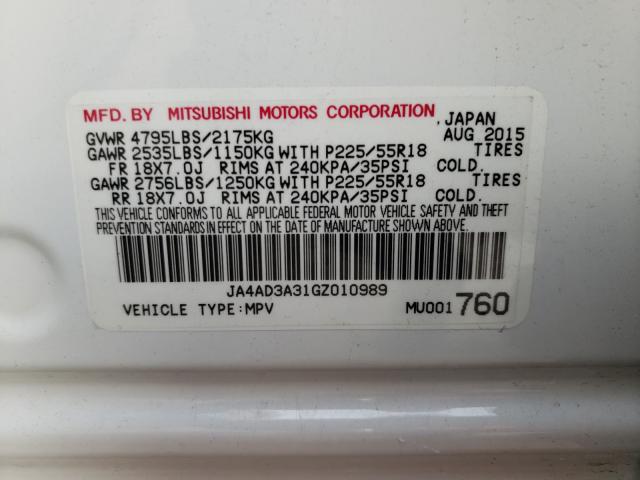 MFD. BY MITSUBISHI MOTORS CORPORATION, JAPAN
GVWR 4795LBS/2175KG AUG 2015
GAWR 2535LBS/1150KG WITH P225/55R18 TIRES
FR 18X7.0J RIMS AT 240KPA/35PSI COLD.
GAWR 2756LBS/1250KG WITH P225/55R18 TIRES
RR 18X7.0J RIMS AT 240KPA/35PSI COLD.
THIS VEHICLE CONFORMS TO ALL APPLICABLE FEDERAL MOTOR VEHICLE SAFETY AND THEFT
PREVENTION STANDARDS IN EFFECT ON THE DATE OF MANUFACTURE SHOWN ABOVE.
JA4AD3A31GZ010989
VEHICLE TYPE:MPV MU001760